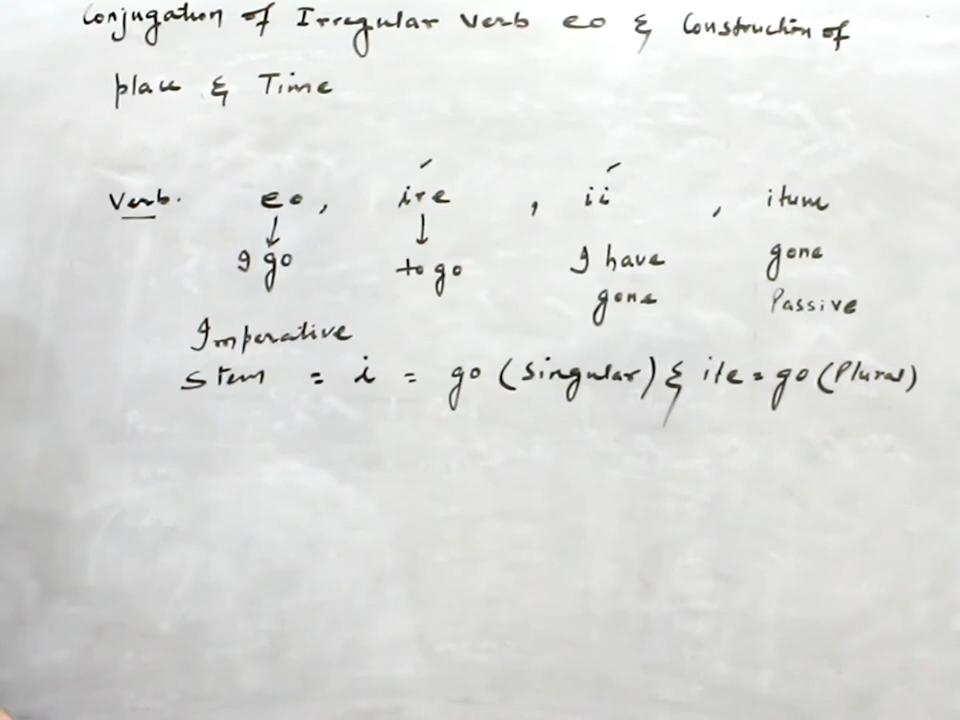 Conjugation of Irregular Verb eo & Construction of
place & Time
Verb. eo, íre, íi, itum
I go to go I have gone
gone Passive
Imperative
Stem = i = go (Singular) & ite = go (Plural)